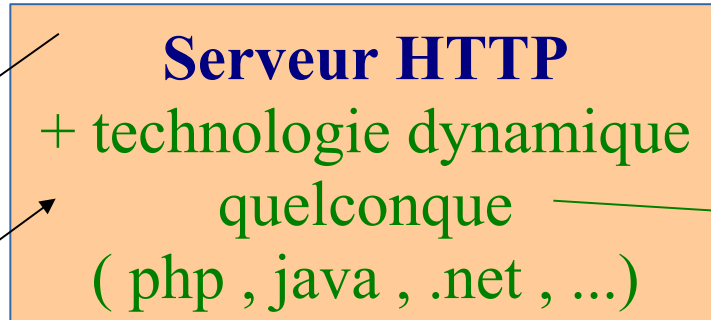 Serveur HTTP
+ technologie dynamique
quelconque
( php , java , .net , ...)